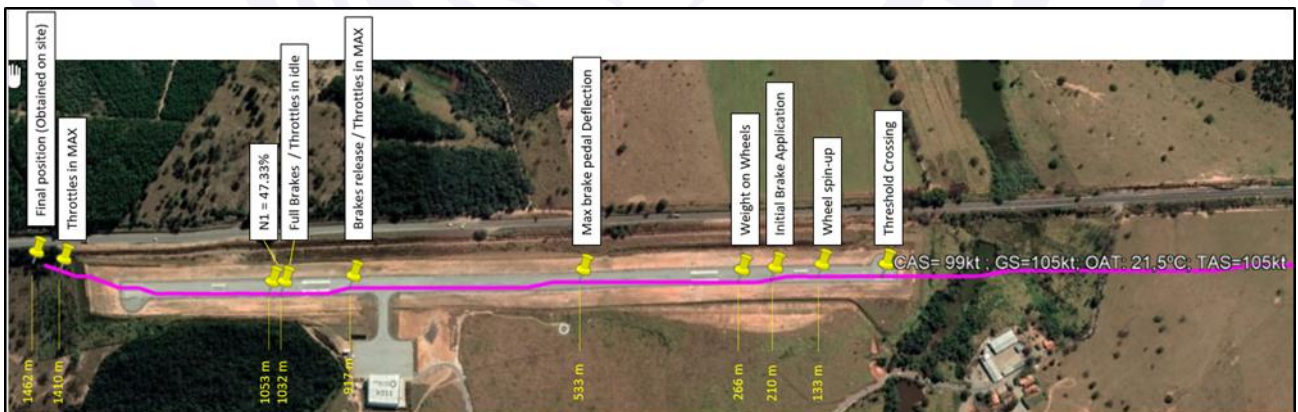 Final position (Obtained on site)
Throttles in MAX
N1 = 47.33%
Full Brakes / Throttles in idle
Brakes release / Throttles in MAX
Max brake pedal Deflection
Weight on Wheels
Initial Brake Application
Wheel spin-up
Threshold Crossing
CAS= 99kt ; GS=105kt; OAT: 21,5ºC; TAS=105kt
1462 m
1410 m
1053 m
1032 m
917 m
533 m
266 m
210 m
133 m